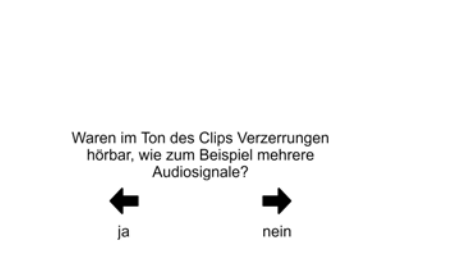 Waren im Ton des Clips Verzerrungen
hörbar, wie zum Beispiel mehrere
Audiosignale?
ja
nein